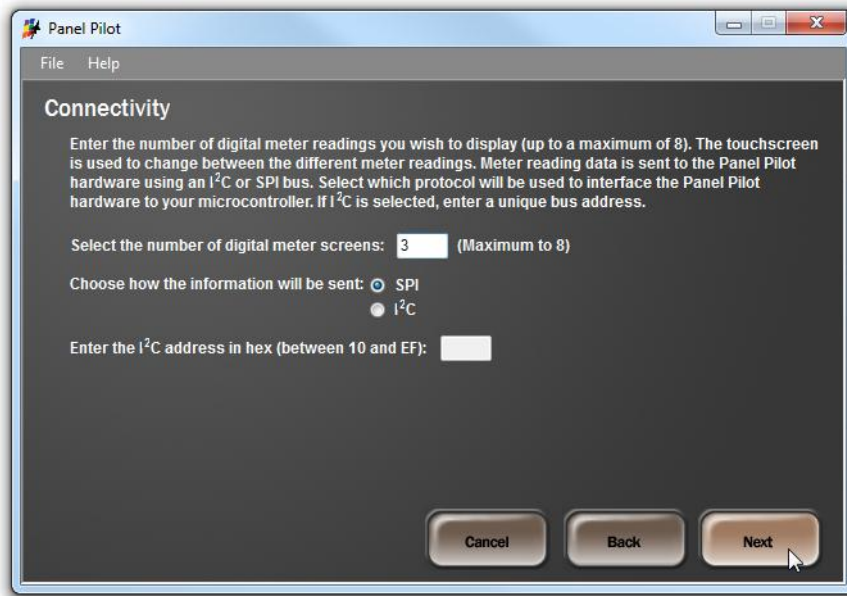 Panel Pilot
File Help
Connectivity
Enter the number of digital meter readings you wish to display (up to a maximum of 8). The touchscreen
is used to change between the different meter readings. Meter reading data is sent to the Panel Pilot
hardware using an I²C or SPI bus. Select which protocol will be used to interface the Panel Pilot
hardware to your microcontroller. If I²C is selected, enter a unique bus address.
Select the number of digital meter screens: 3 (Maximum to 8)
Choose how the information will be sent: SPI
I²C
Enter the I²C address in hex (between 10 and EF):
Cancel Back Next